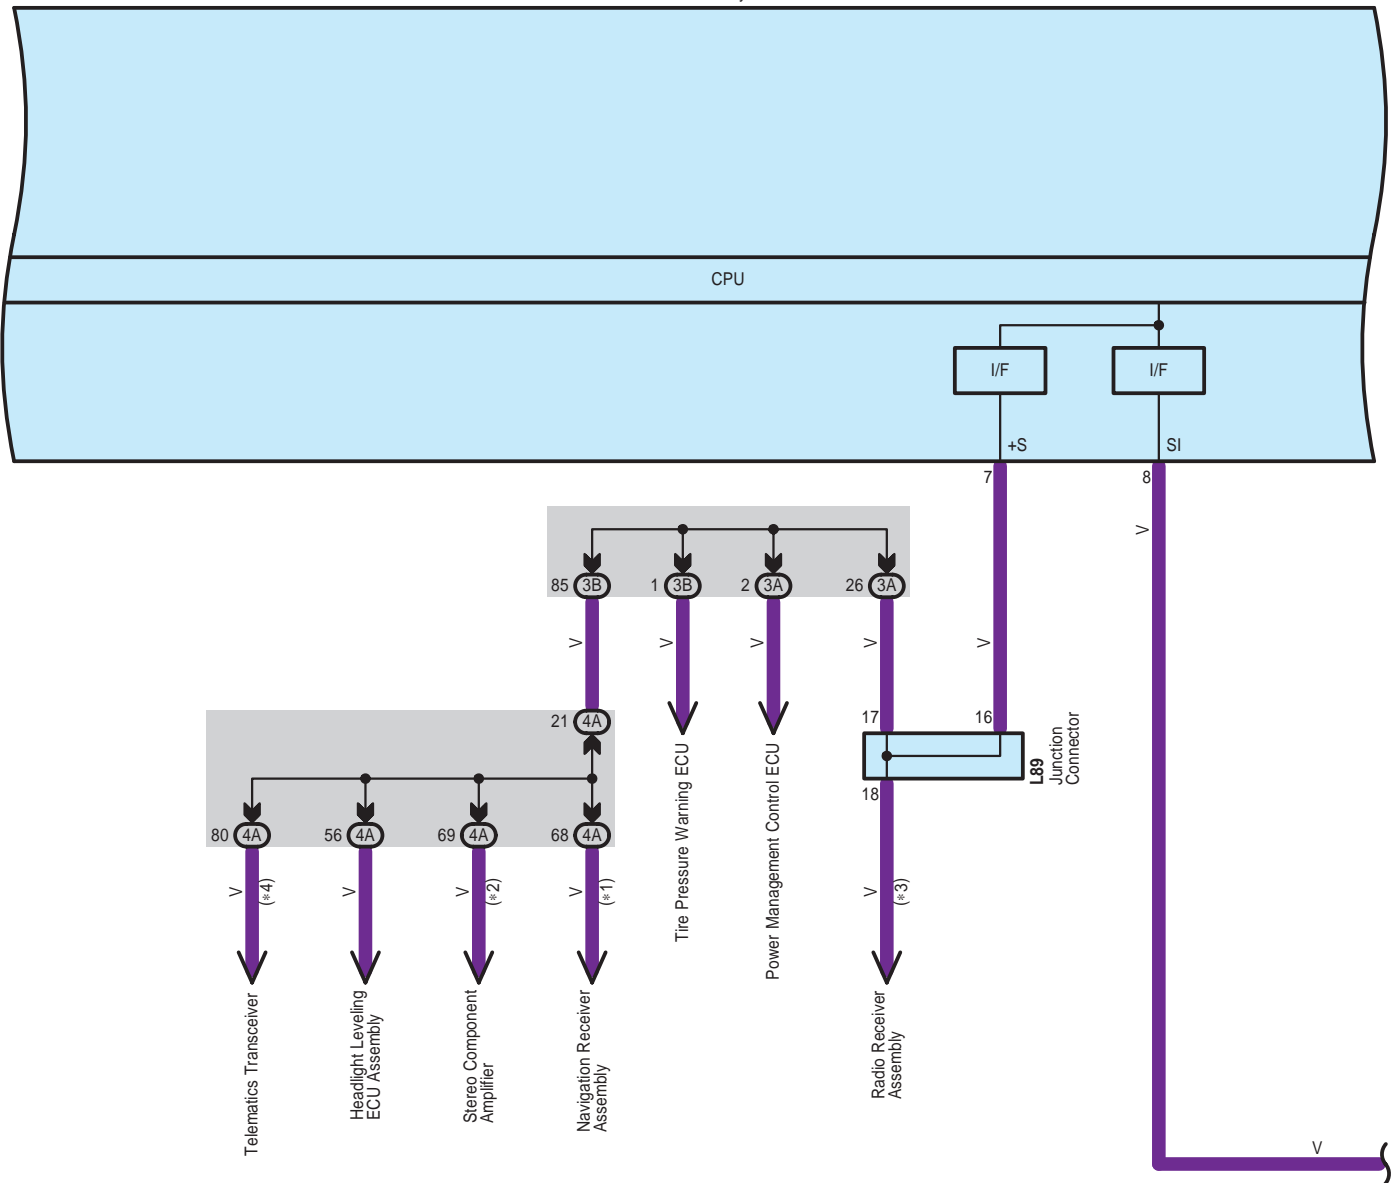 CPU
I/F
I/F
+S
SI
7
8
V
85 3B
1 3B
2 3A
26 3A
V
V
V
V
V
21 4A
17
16
L89
Junction
Connector
18
Tire Pressure Warning ECU
Power Management Control ECU
80 4A
56 4A
69 4A
68 4A
V
(*4)
V
V
(*2)
V
(*1)
V
(*3)
Telematics Transceiver
Headlight Leveling
ECU Assembly
Stereo Component
Amplifier
Navigation Receiver
Assembly
Radio Receiver
Assembly
V